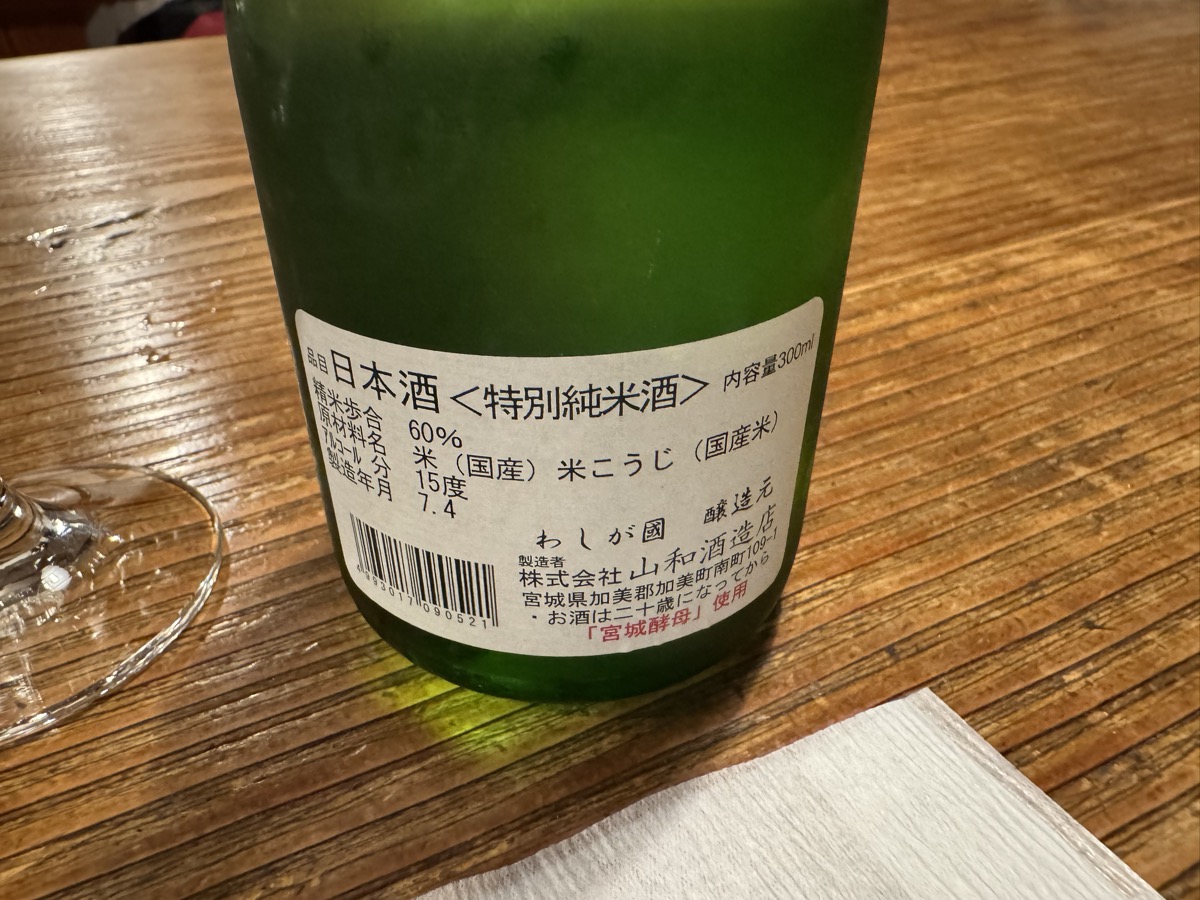 品目 日本酒 <特別純米酒> 内容量300ml
精米歩合 60%
原材料名 米 (国産) 米こうじ (国産米)
アルコール分 15度
製造年月 7.4
わしが國 醸造元
製造者
株式会社 山和酒造店
宮城県加美郡加美町南町109-1
・お酒は二十歳になってから
「宮城酵母」使用
4 993017 090521